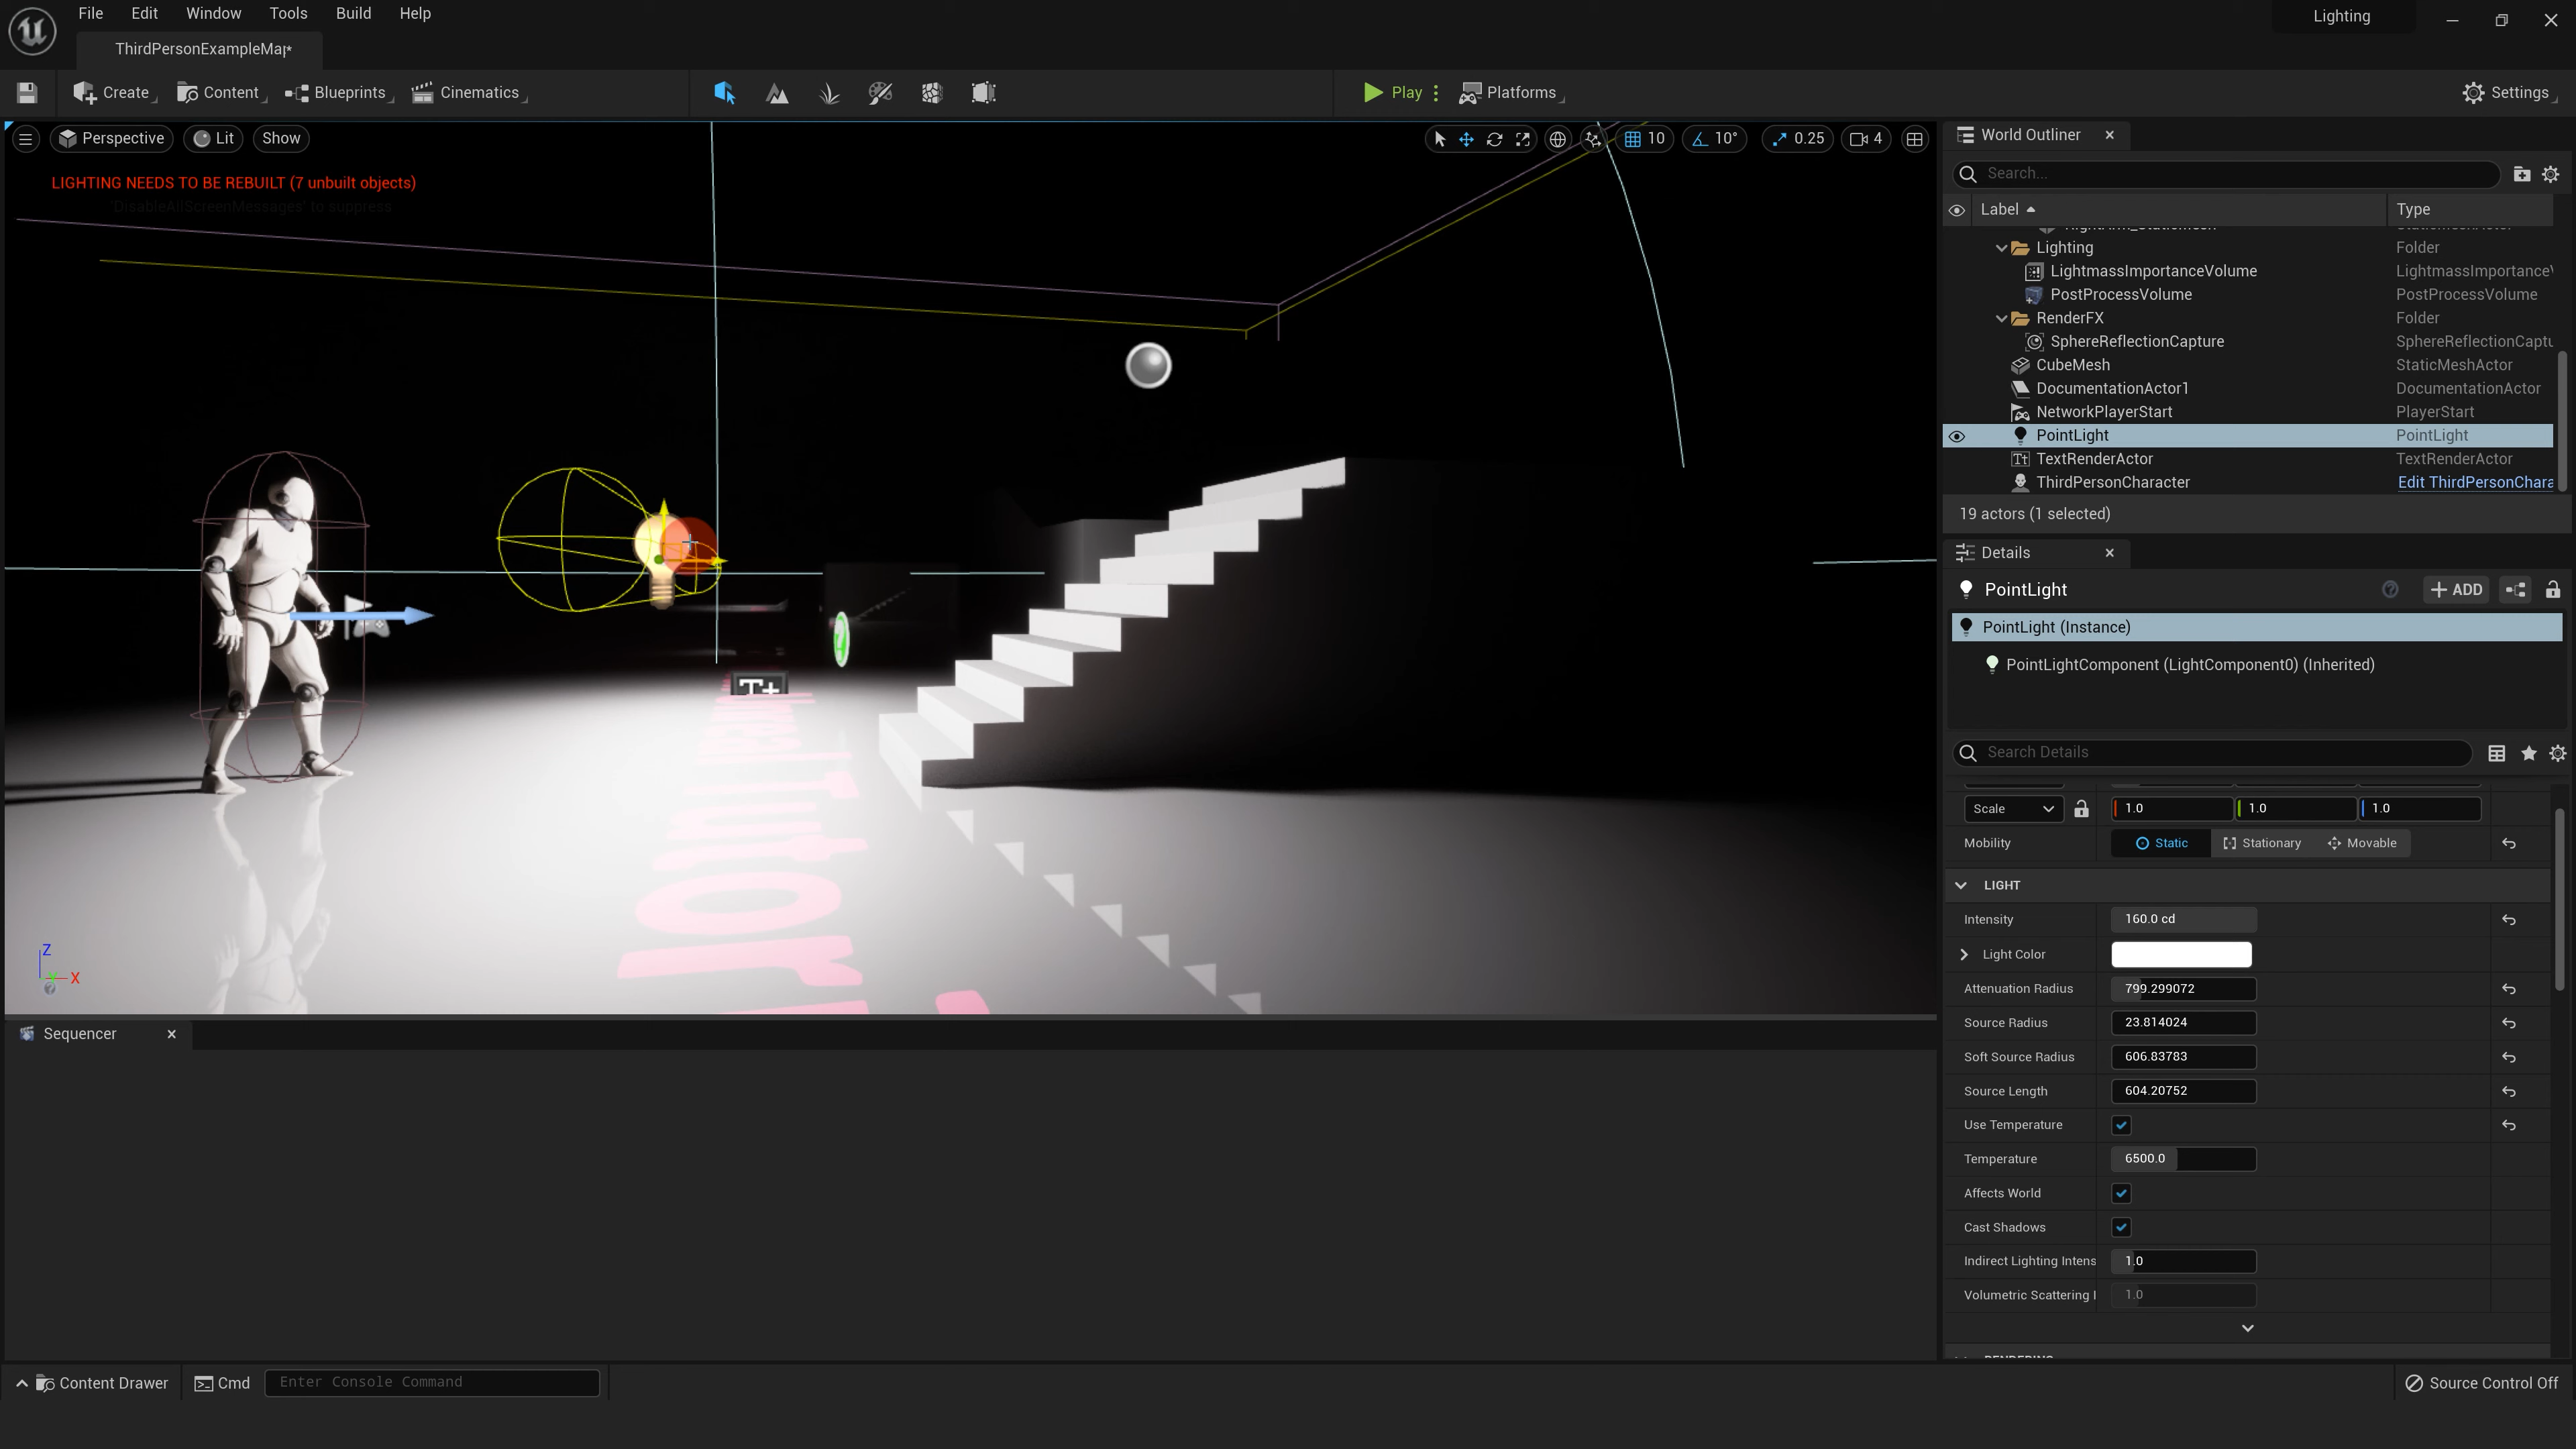 File Edit Window Tools Build Help
Lighting
ThirdPersonExampleMap*
Create Content Blueprints Cinematics Play Platforms Settings
Perspective Lit Show 10 10° 0.25 4
LIGHTING NEEDS TO BE REBUILT (7 unbuilt objects)
'DisableAllScreenMessages' to suppress
World Outliner
Search...
Label Type
Lighting Folder
LightmassImportanceVolume LightmassImportanceV
PostProcessVolume PostProcessVolume
RenderFX Folder
SphereReflectionCapture SphereReflectionCaptu
CubeMesh StaticMeshActor
DocumentationActor1 DocumentationActor
NetworkPlayerStart PlayerStart
PointLight PointLight
TextRenderActor TextRenderActor
ThirdPersonCharacter Edit ThirdPersonChara
19 actors (1 selected)
Details
PointLight ADD
PointLight (Instance)
PointLightComponent (LightComponent0) (Inherited)
Search Details
Scale 1.0 1.0 1.0
Mobility Static Stationary Movable
LIGHT
Intensity 160.0 cd
Light Color
Attenuation Radius 799.299072
Source Radius 23.814024
Soft Source Radius 606.83783
Source Length 604.20752
Use Temperature
Temperature 6500.0
Affects World
Cast Shadows
Indirect Lighting Intens 1.0
Volumetric Scattering I 1.0
T+
Z
X
Sequencer
Content Drawer Cmd Enter Console Command Source Control Off